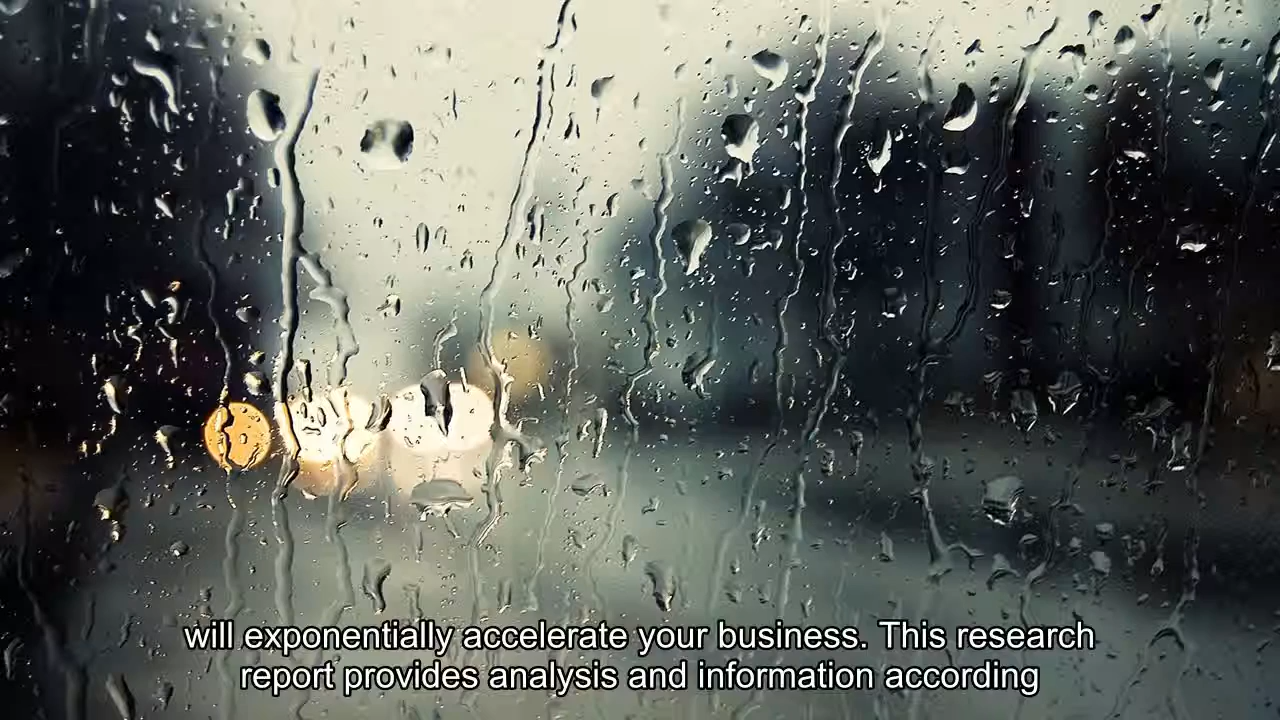 will exponentially accelerate your business. This research
report provides analysis and information according